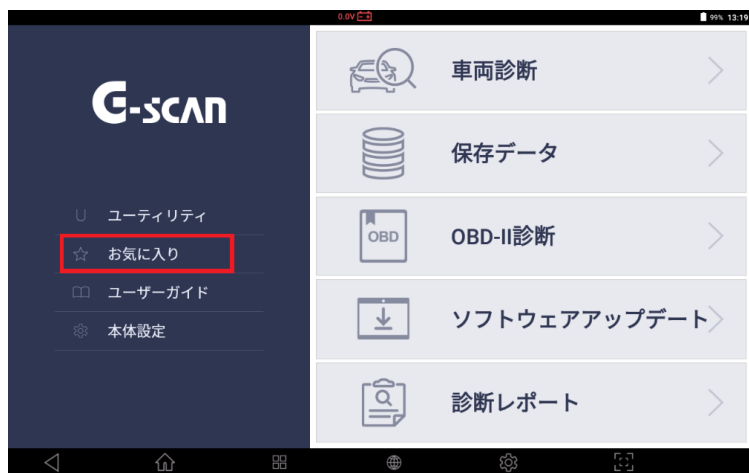 0.0V
99% 13:19
G-scan
U ユーティリティ
お気に入り
ユーザーガイド
本体設定
車両診断
保存データ
OBD
OBD-II診断
ソフトウェアアップデート
診断レポート